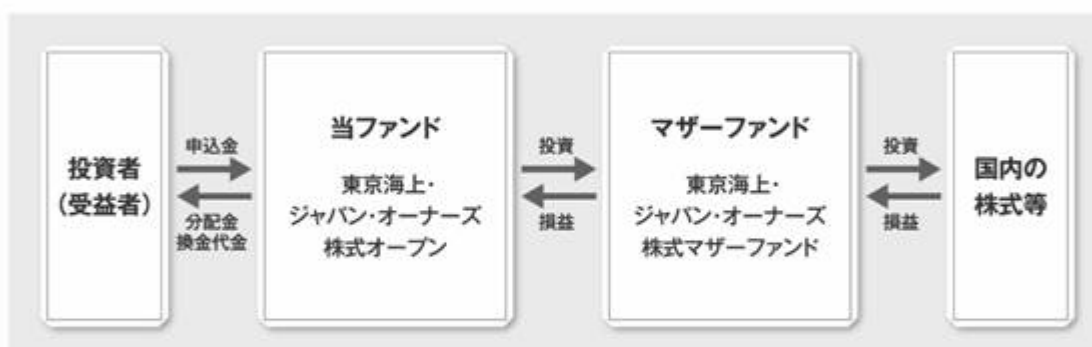 投資者
(受益者)
申込金
分配金
換金代金
当ファンド
東京海上・
ジャパン・オーナーズ
株式オープン
投資
損益
マザーファンド
東京海上・
ジャパン・オーナーズ
株式マザーファンド
投資
損益
国内の
株式等